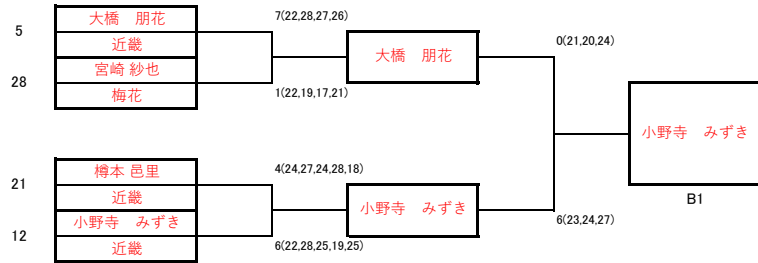 5
大橋　朋花
近畿
7(22,28,27,26)
28
宮崎 紗也
梅花
1(22,19,17,21)
大橋　朋花
0(21,20,24)
21
樽本 邑里
近畿
4(24,27,24,28,18)
12
小野寺　みずき
近畿
6(22,28,25,19,25)
小野寺　みずき
6(23,24,27)
小野寺　みずき
B1